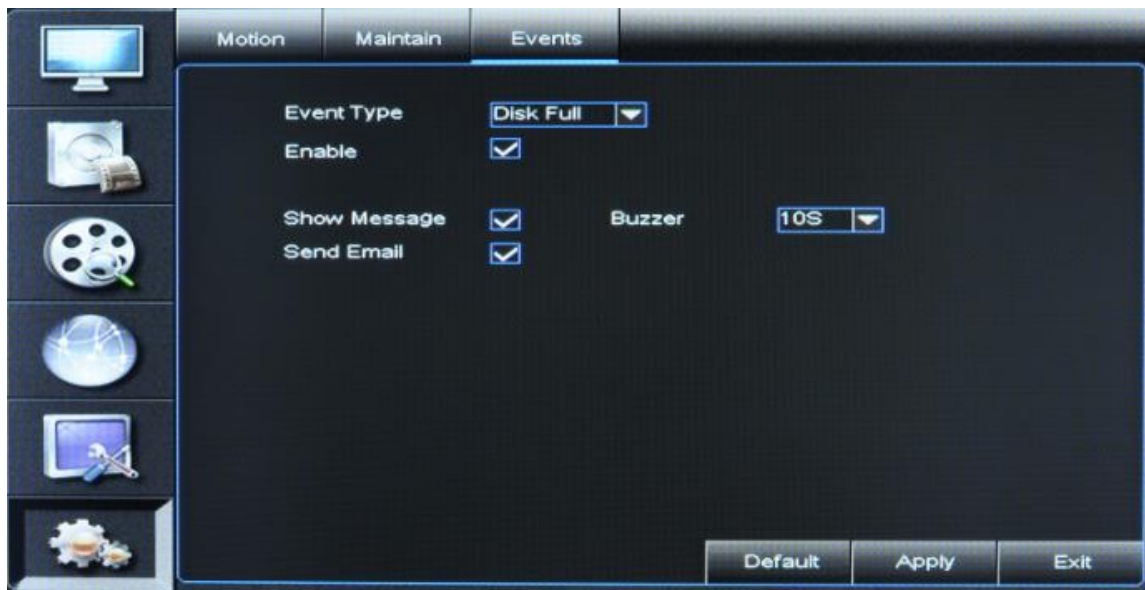 Motion Maintain Events
Event Type Disk Full
Enable
Show Message Buzzer 10S
Send Email
Default Apply Exit